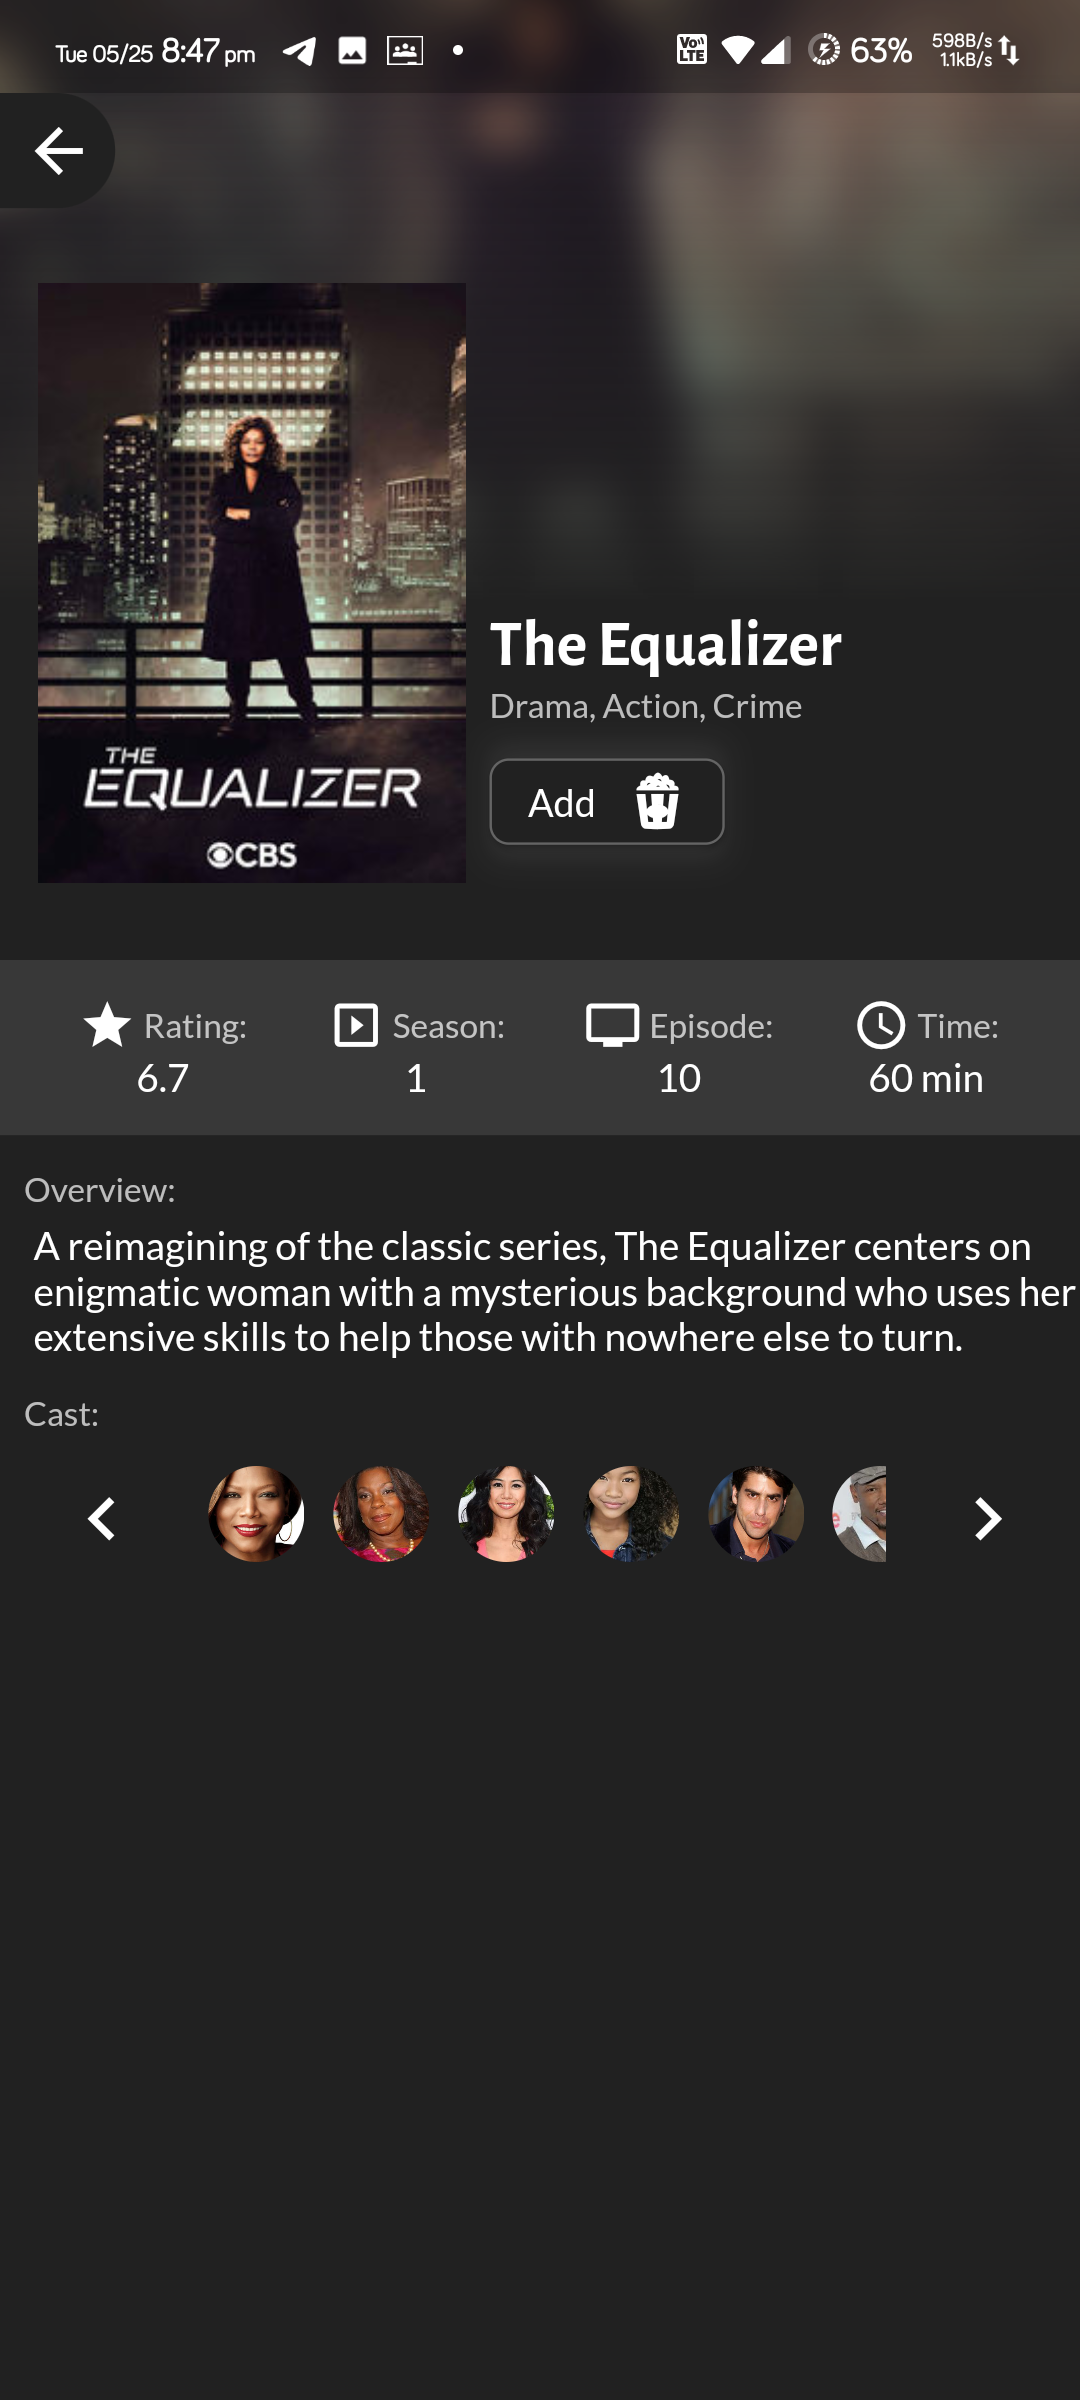 Tue 05/25 8:47 pm
VoLTE
63%
598B/s
1.1kB/s
THE
EQUALIZER
CBS
The Equalizer
Drama, Action, Crime
Add
Rating: Season: Episode: Time:
6.7 1 10 60 min
Overview:
A reimagining of the classic series, The Equalizer centers on
enigmatic woman with a mysterious background who uses her
extensive skills to help those with nowhere else to turn.
Cast: